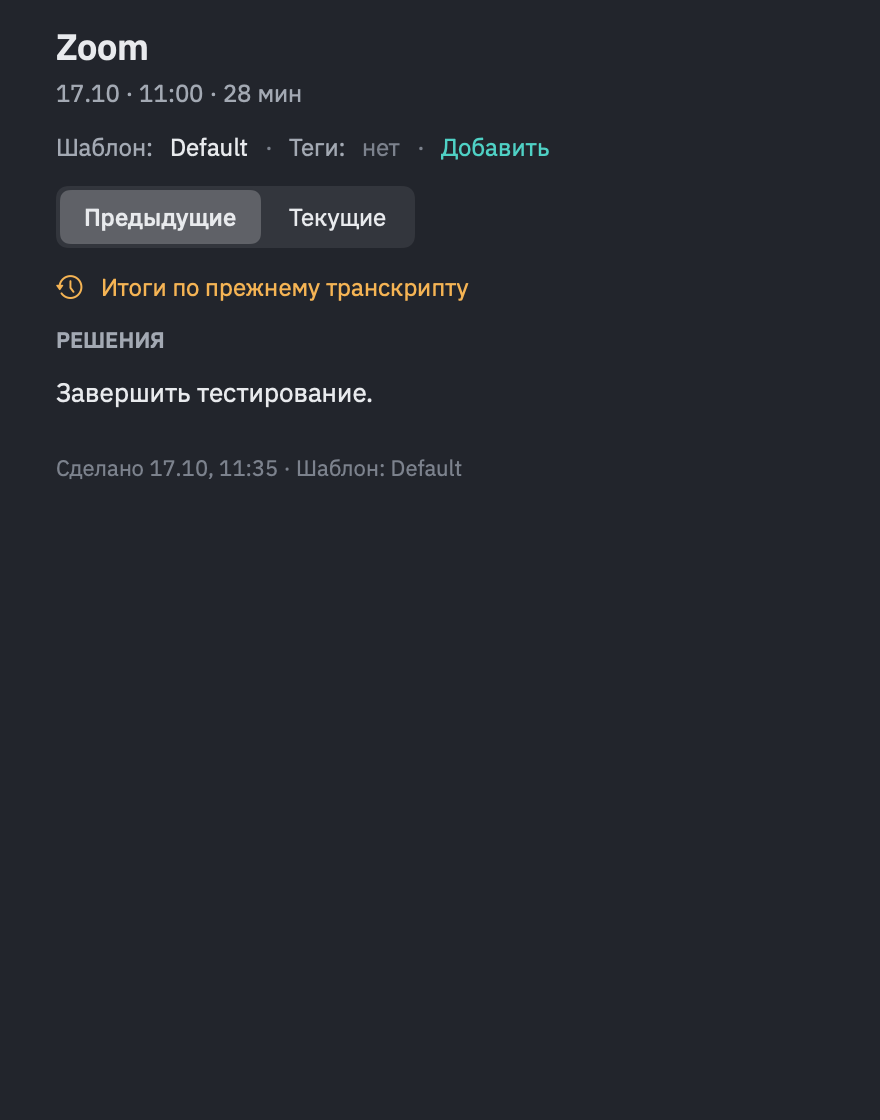 Zoom
17.10 · 11:00 · 28 мин
Шаблон: Default · Теги: нет · Добавить
Предыдущие Текущие
Итоги по прежнему транскрипту
РЕШЕНИЯ
Завершить тестирование.
Сделано 17.10, 11:35 · Шаблон: Default